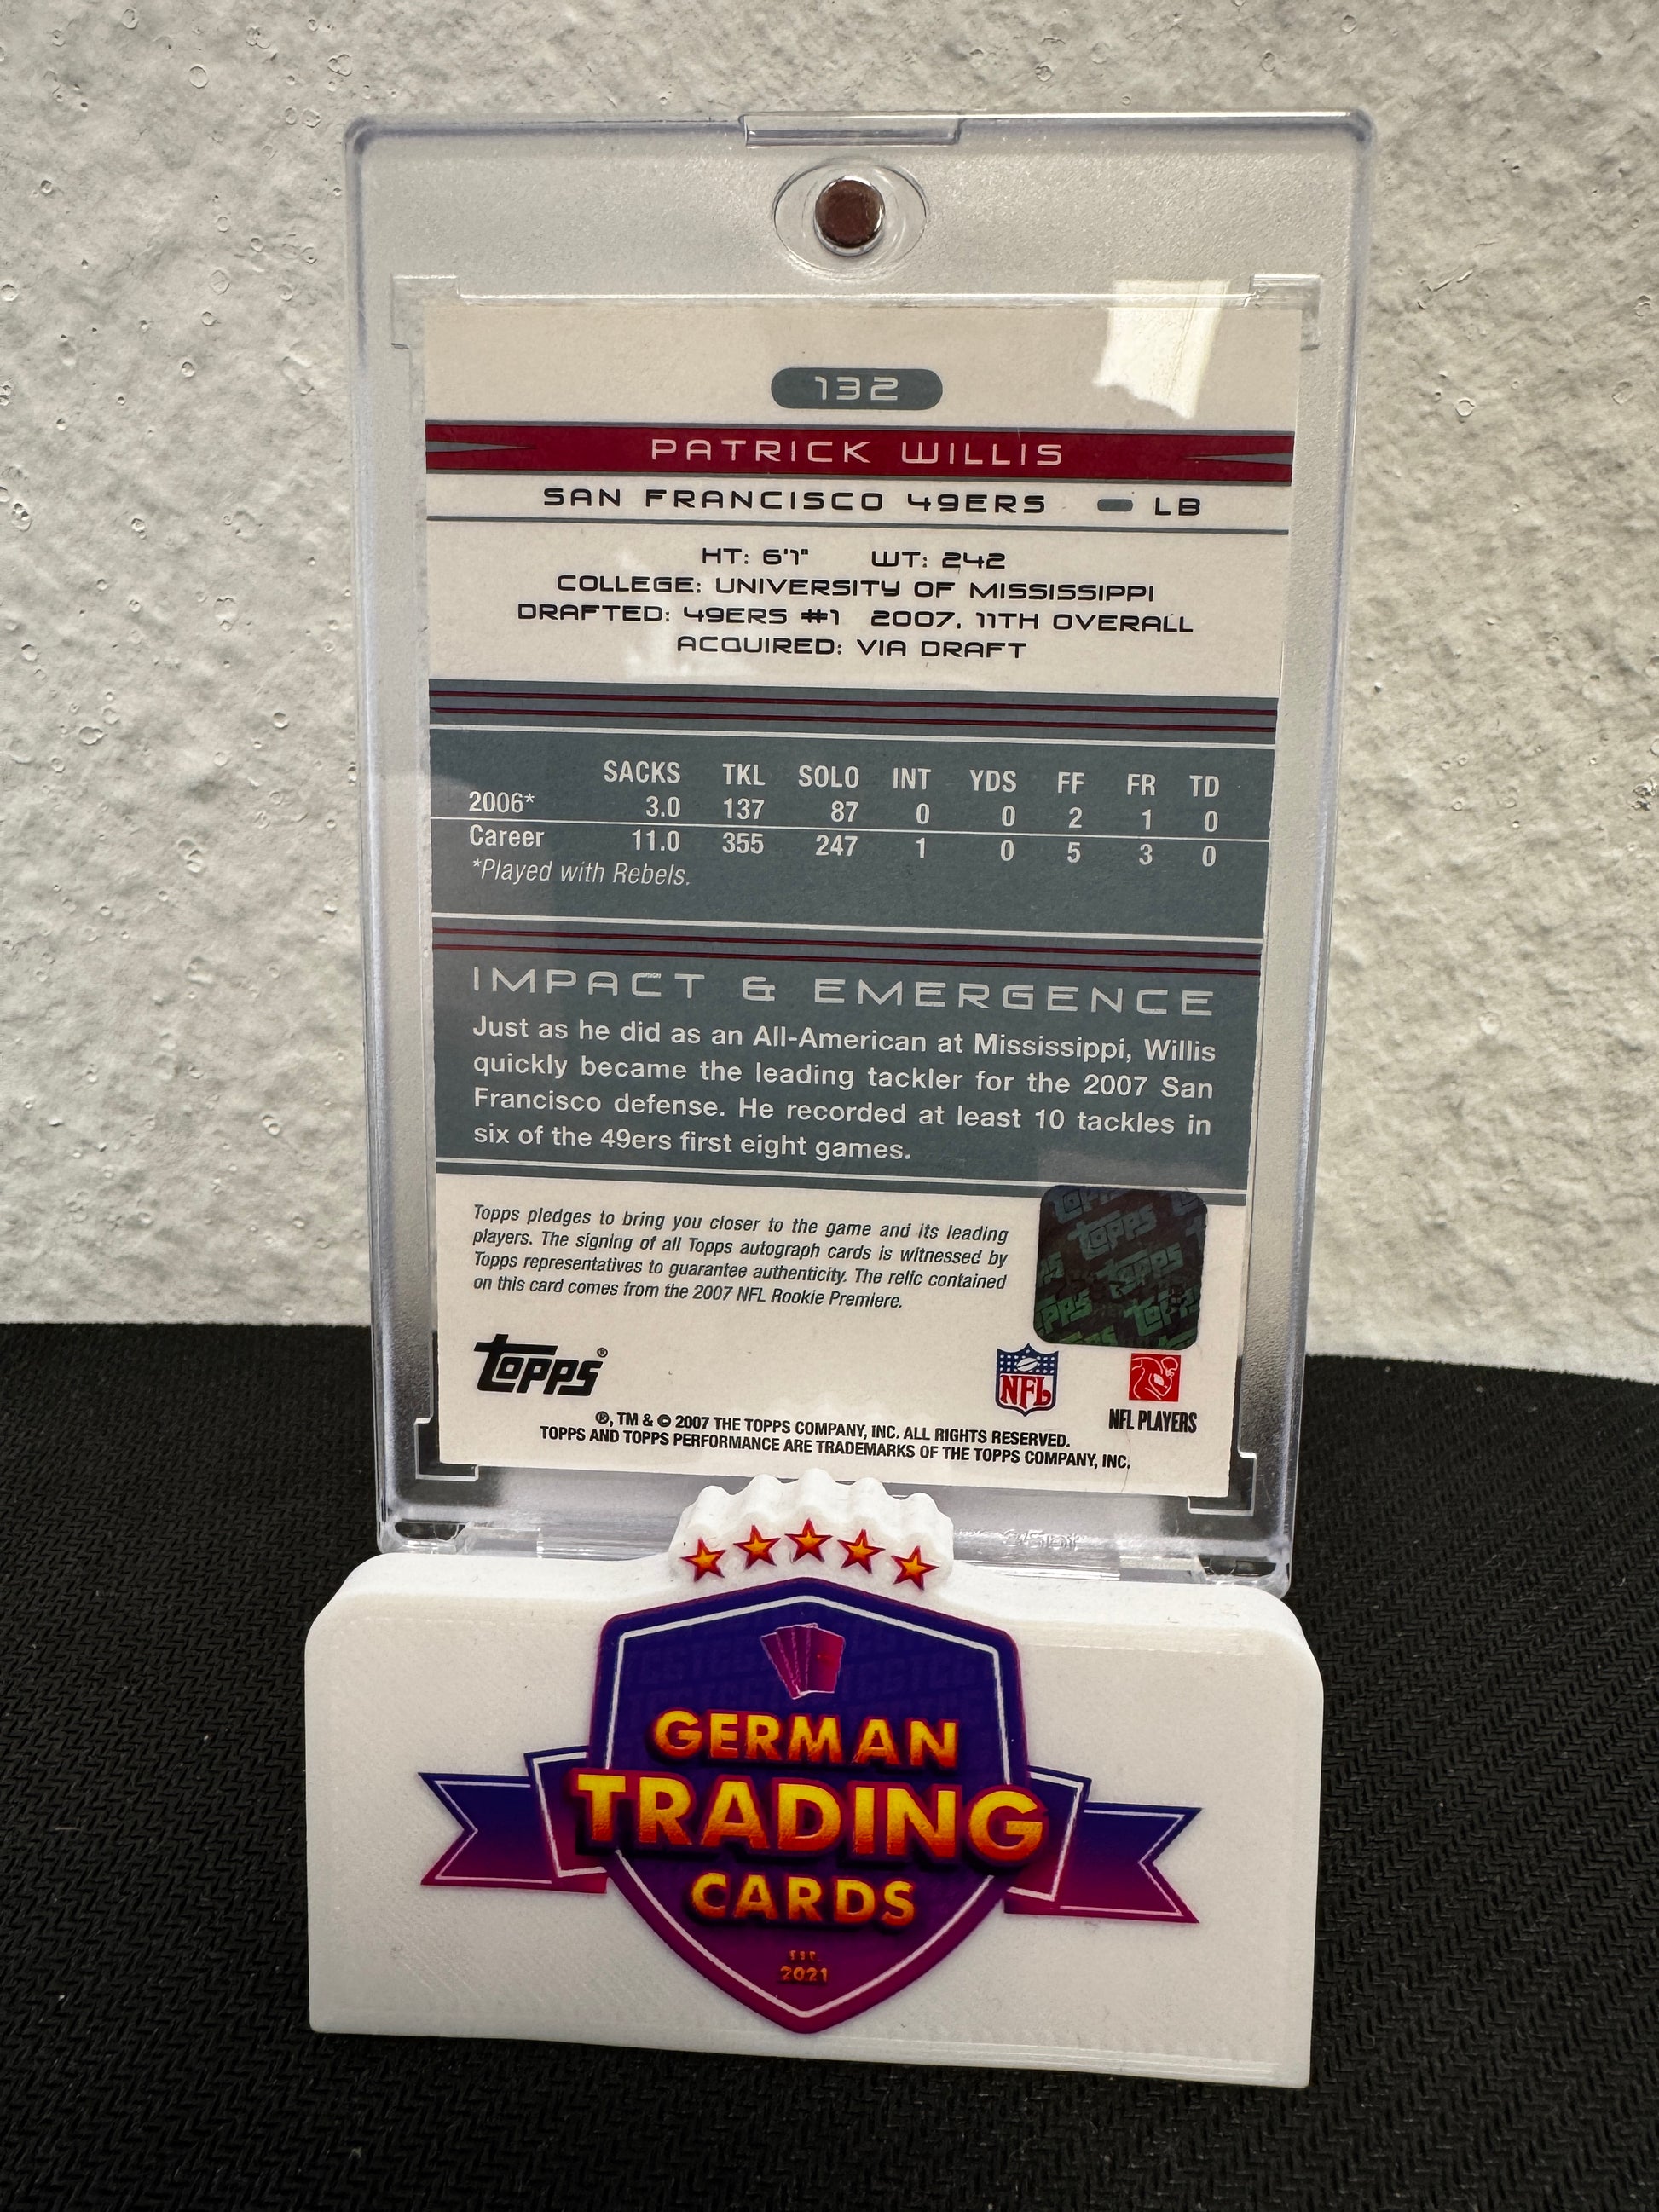 132
PATRICK WILLIS
SAN FRANCISCO 49ERS LB
HT: 6'1" WT: 242
COLLEGE: UNIVERSITY OF MISSISSIPPI
DRAFTED: 49ERS #1 2007, 11TH OVERALL
ACQUIRED: VIA DRAFT
SACKS TKL SOLO INT YDS FF FR TD
2006* 3.0 137 87 0 0 2 1 0
Career 11.0 355 247 1 0 5 3 0
*Played with Rebels.
IMPACT & EMERGENCE
Just as he did as an All-American at Mississippi, Willis
quickly became the leading tackler for the 2007 San
Francisco defense. He recorded at least 10 tackles in
six of the 49ers first eight games.
Topps pledges to bring you closer to the game and its leading
players. The signing of all Topps autograph cards is witnessed by
Topps representatives to guarantee authenticity. The relic contained
on this card comes from the 2007 NFL Rookie Premiere.
Topps
Topps
Topps
Topps
Topps®
NFL
NFL PLAYERS
®, TM & © 2007 THE TOPPS COMPANY, INC. ALL RIGHTS RESERVED.
TOPPS AND TOPPS PERFORMANCE ARE TRADEMARKS OF THE TOPPS COMPANY, INC.
GERMAN
TRADING
CARDS
EST.
2021